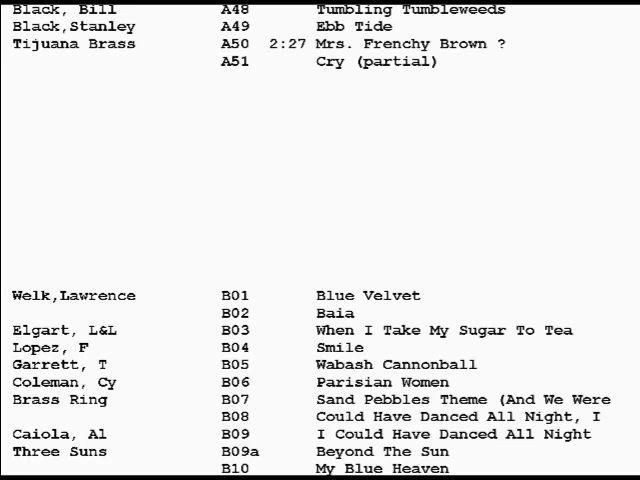 Black, Bill A48 Tumbling Tumbleweeds
Black,Stanley A49 Ebb Tide
Tijuana Brass A50 2:27 Mrs. Frenchy Brown ?
A51 Cry (partial)
Welk,Lawrence B01 Blue Velvet
B02 Baia
Elgart, L&L B03 When I Take My Sugar To Tea
Lopez, F B04 Smile
Garrett, T B05 Wabash Cannonball
Coleman, Cy B06 Parisian Women
Brass Ring B07 Sand Pebbles Theme (And We Were
B08 Could Have Danced All Night, I
Caiola, Al B09 I Could Have Danced All Night
Three Suns B09a Beyond The Sun
B10 My Blue Heaven